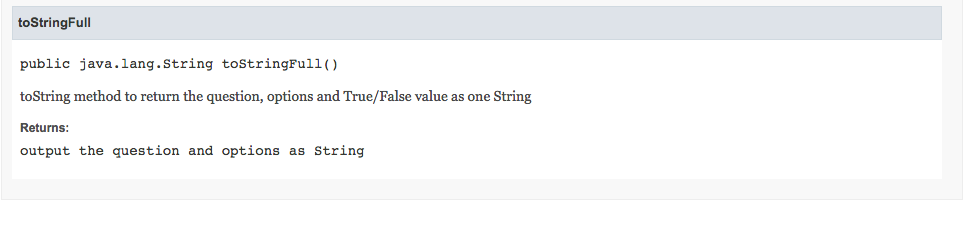 toStringFull
public java.lang.String toStringFull()
toString method to return the question, options and True/False value as one String
Returns:
output the question and options as String